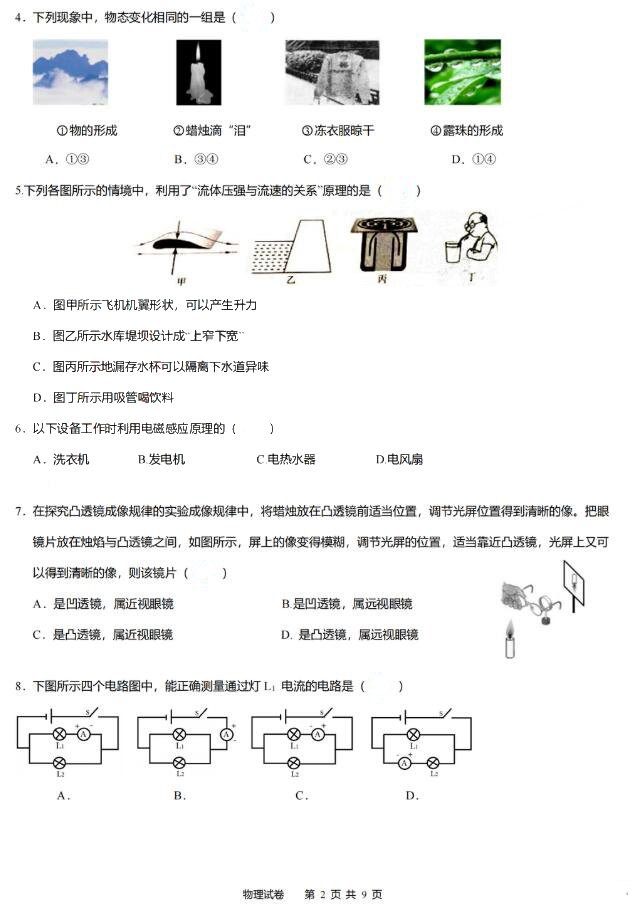 4．下列现象中，物态变化相同的一组是（ ）
①物的形成 ②蜡烛滴“泪” ③冻衣服晾干 ④露珠的形成
A．①③ B．③④ C．②③ D．①④
5.下列各图所示的情境中，利用了“流体压强与流速的关系”原理的是（ ）
甲 乙 丙 丁
A．图甲所示飞机机翼形状，可以产生升力
B．图乙所示水库堤坝设计成“上窄下宽”
C．图丙所示地漏存水杯可以隔离下水道异味
D．图丁所示用吸管喝饮料
6．以下设备工作时利用电磁感应原理的（ ）
A．洗衣机 B.发电机 C 电热水器 D.电风扇
7．在探究凸透镜成像规律的实验成像规律中，将蜡烛放在凸透镜前适当位置，调节光屏位置得到清晰的像。把眼
镜片放在烛焰与凸透镜之间，如图所示，屏上的像变得模糊，调节光屏的位置，适当靠近凸透镜，光屏上又可
以得到清晰的像，则该镜片（ ）
A．是凹透镜，属近视眼镜 B.是凹透镜，属远视眼镜
C．是凸透镜，属近视眼镜 D. 是凸透镜，属远视眼镜
8．下图所示四个电路图中，能正确测量通过灯 L1 电流的电路是（ ）
S S S S
+ - + - - +
L1 A L1 A L1 A L1
- +
L2 L2 L2 A L2
A． B． C． D．
物理试卷 第 2 页 共 9 页